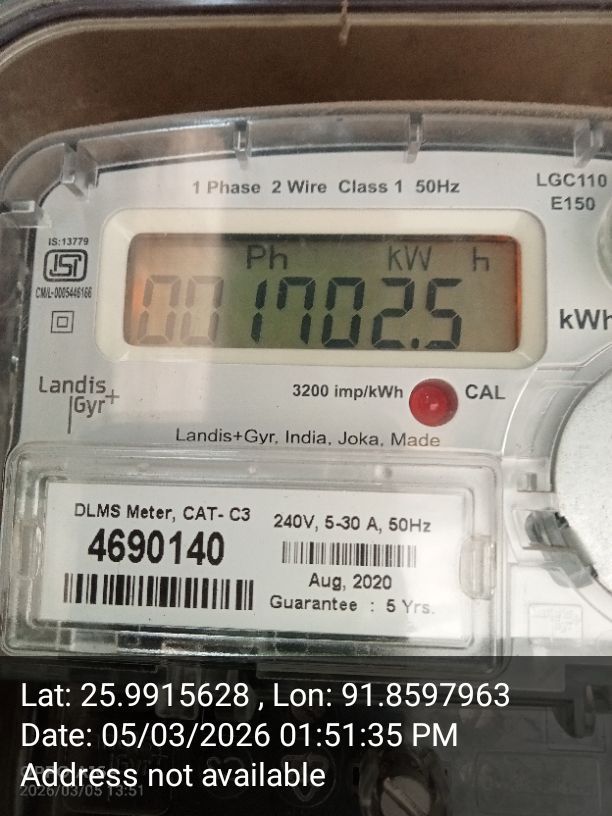 1 Phase 2 Wire Class 1 50Hz
LGC110
E150
IS:13779
ISI
CM/L-0005446166
Ph kW h
001702.5
kWh
Landis
Gyr+
3200 imp/kWh
CAL
Landis+Gyr, India, Joka, Made
DLMS Meter, CAT- C3
4690140
240V, 5-30 A, 50Hz
Aug, 2020
Guarantee : 5 Yrs.
Lat: 25.9915628 , Lon: 91.8597963
Date: 05/03/2026 01:51:35 PM
Address not available
2026/03/05 13:51